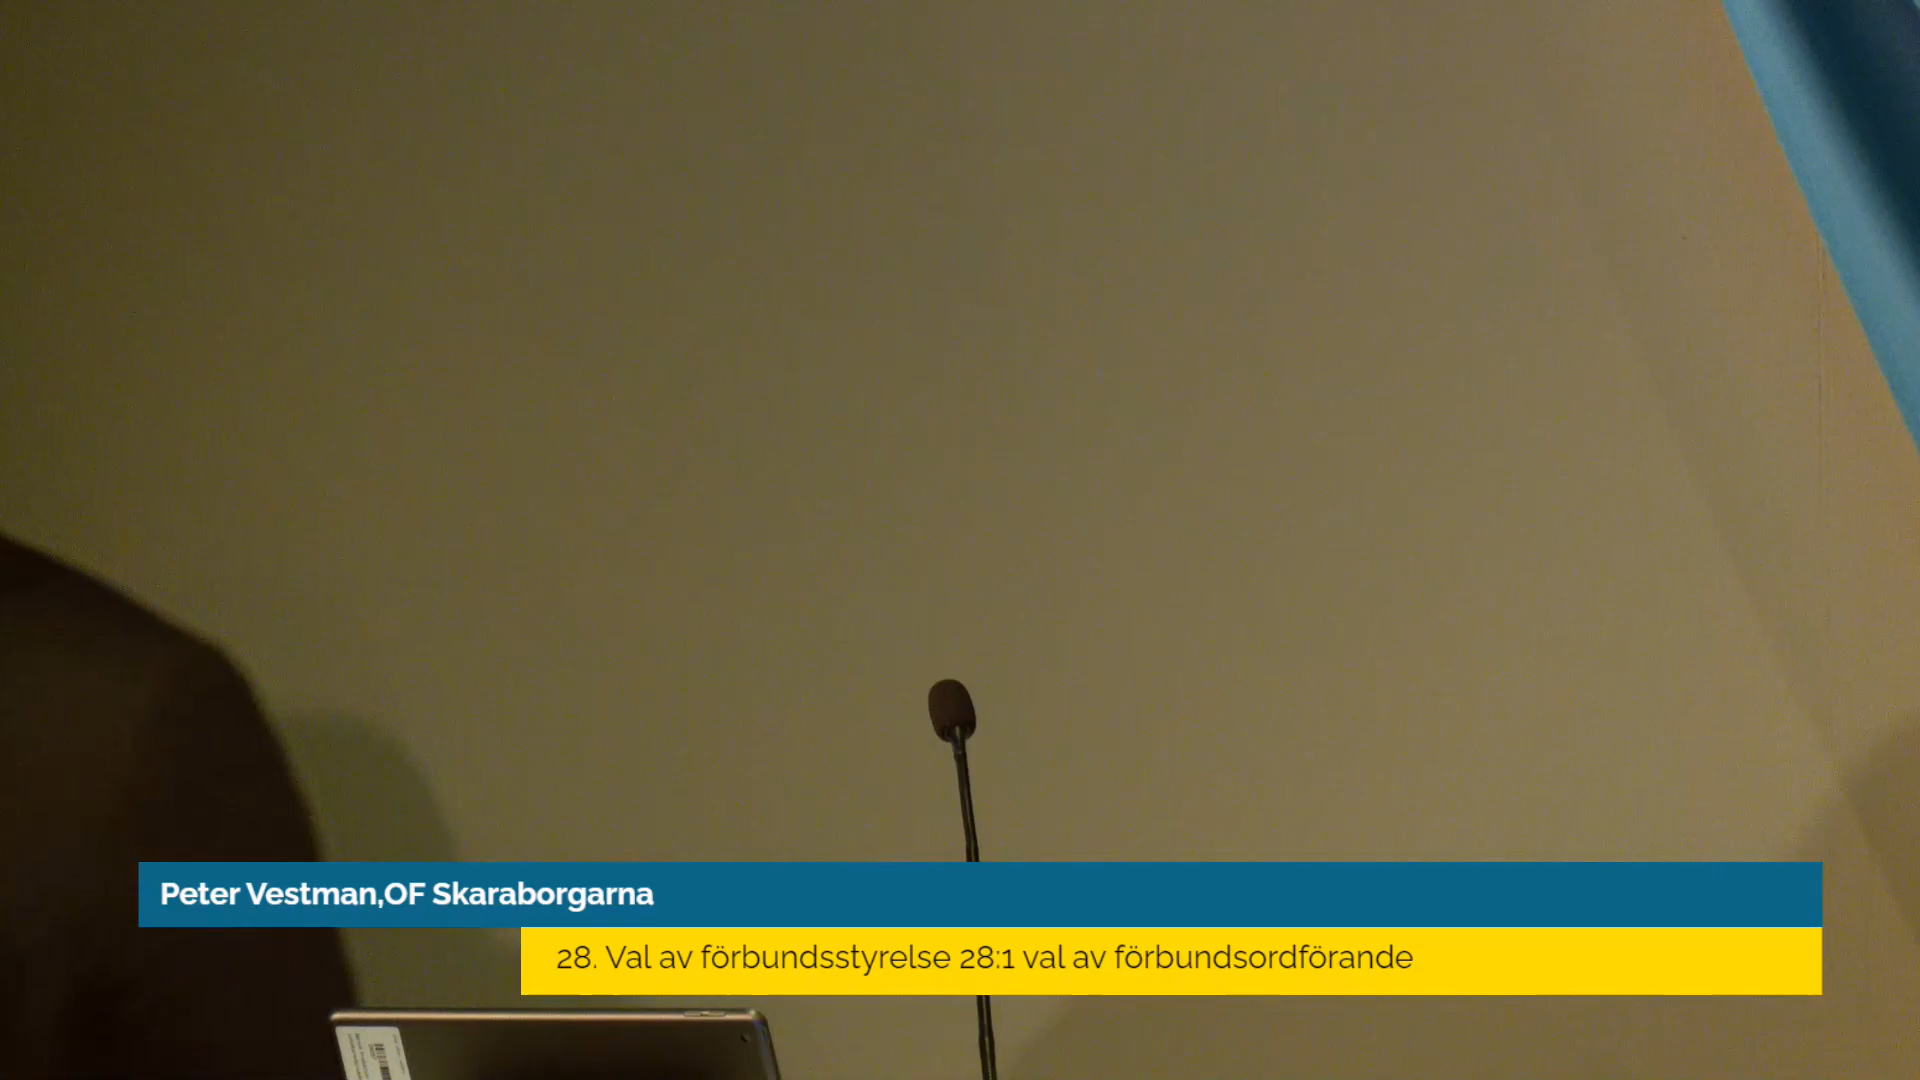 Peter Vestman,OF Skaraborgarna
28. Val av förbundsstyrelse 28:1 val av förbundsordförande